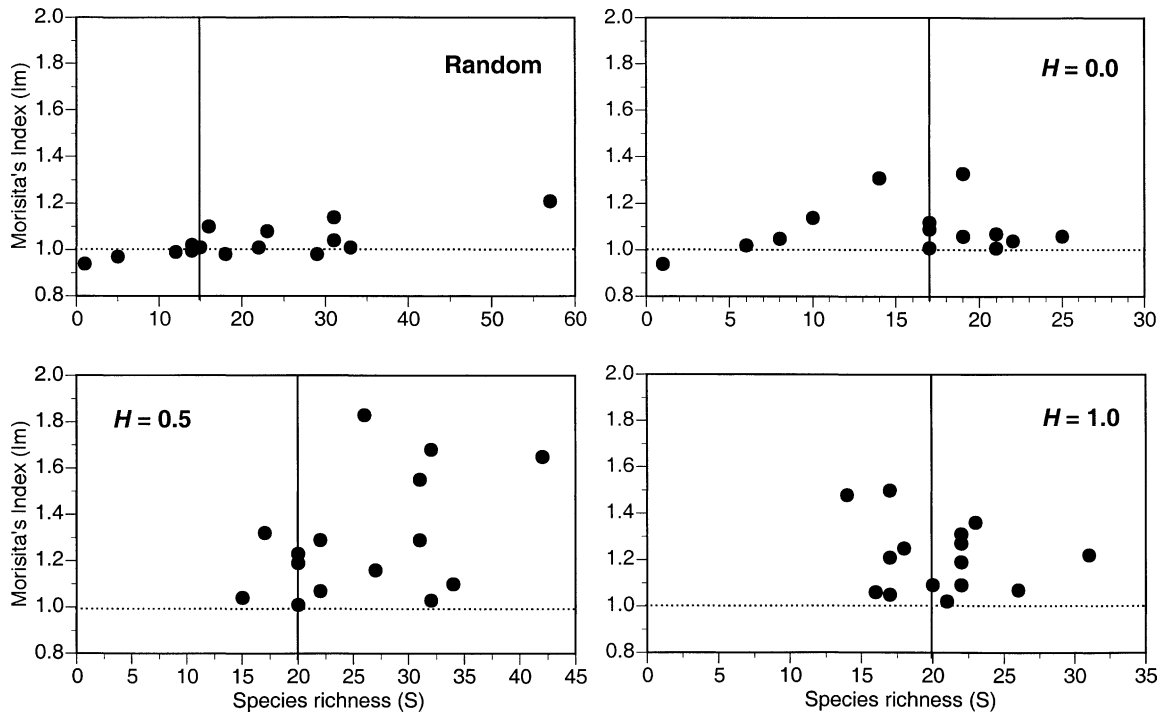 2.0
1.8
1.6
1.4
1.2
1.0
0.8
Morisita's Index (Im)
Random
0 10 20 30 40 50 60
2.0
1.8
1.6
1.4
1.2
1.0
0.8
H = 0.0
0 5 10 15 20 25 30
2.0
1.8
1.6
1.4
1.2
1.0
0.8
Morisita's Index (Im)
H = 0.5
0 5 10 15 20 25 30 35 40 45
Species richness (S)
2.0
1.8
1.6
1.4
1.2
1.0
0.8
H = 1.0
0 5 10 15 20 25 30 35
Species richness (S)